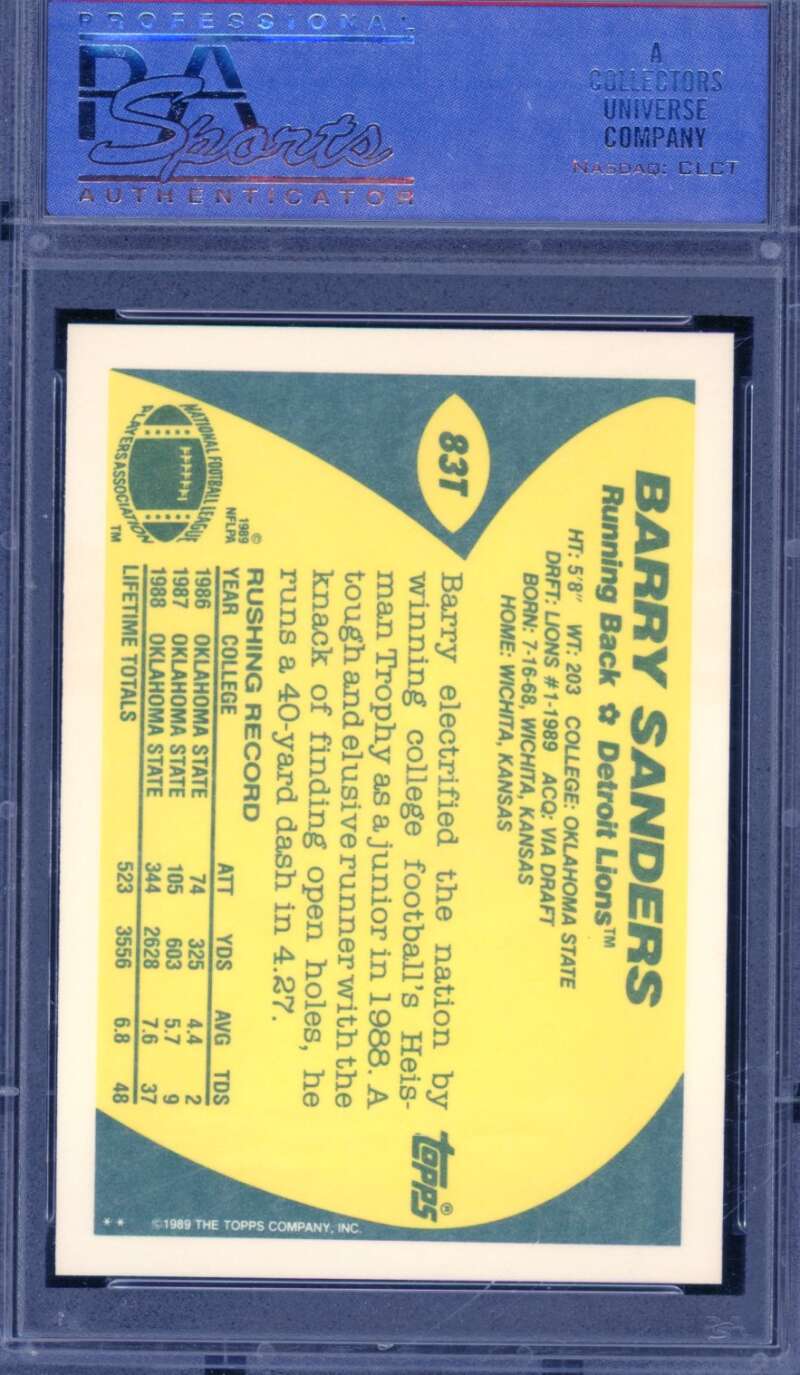 PROFESSIONAL
PSA
Sports
AUTHENTICATOR
A
COLLECTORS
UNIVERSE
COMPANY
NASDAQ: CLCT
83T
BARRY SANDERS
Running Back ✩ Detroit Lions™
HT: 5'8" WT: 203 COLLEGE: OKLAHOMA STATE
DRFT: LIONS #1-1989 ACQ: VIA DRAFT
BORN: 7-16-68, WICHITA, KANSAS
HOME: WICHITA, KANSAS
Barry electrified the nation by
winning college football's Heis-
man Trophy as a junior in 1988. A
tough and elusive runner with the
knack of finding open holes, he
runs a 40-yard dash in 4.27.
NATIONAL FOOTBALL LEAGUE
PLAYERS ASSOCIATION
TM
©
1989
NFLPA
RUSHING RECORD
YEAR COLLEGE ATT YDS AVG TDS
1986 OKLAHOMA STATE 74 325 4.4 2
1987 OKLAHOMA STATE 105 603 5.7 9
1988 OKLAHOMA STATE 344 2628 7.6 37
LIFETIME TOTALS 523 3556 6.8 48
topps®
** ©1989 THE TOPPS COMPANY, INC.
PSA